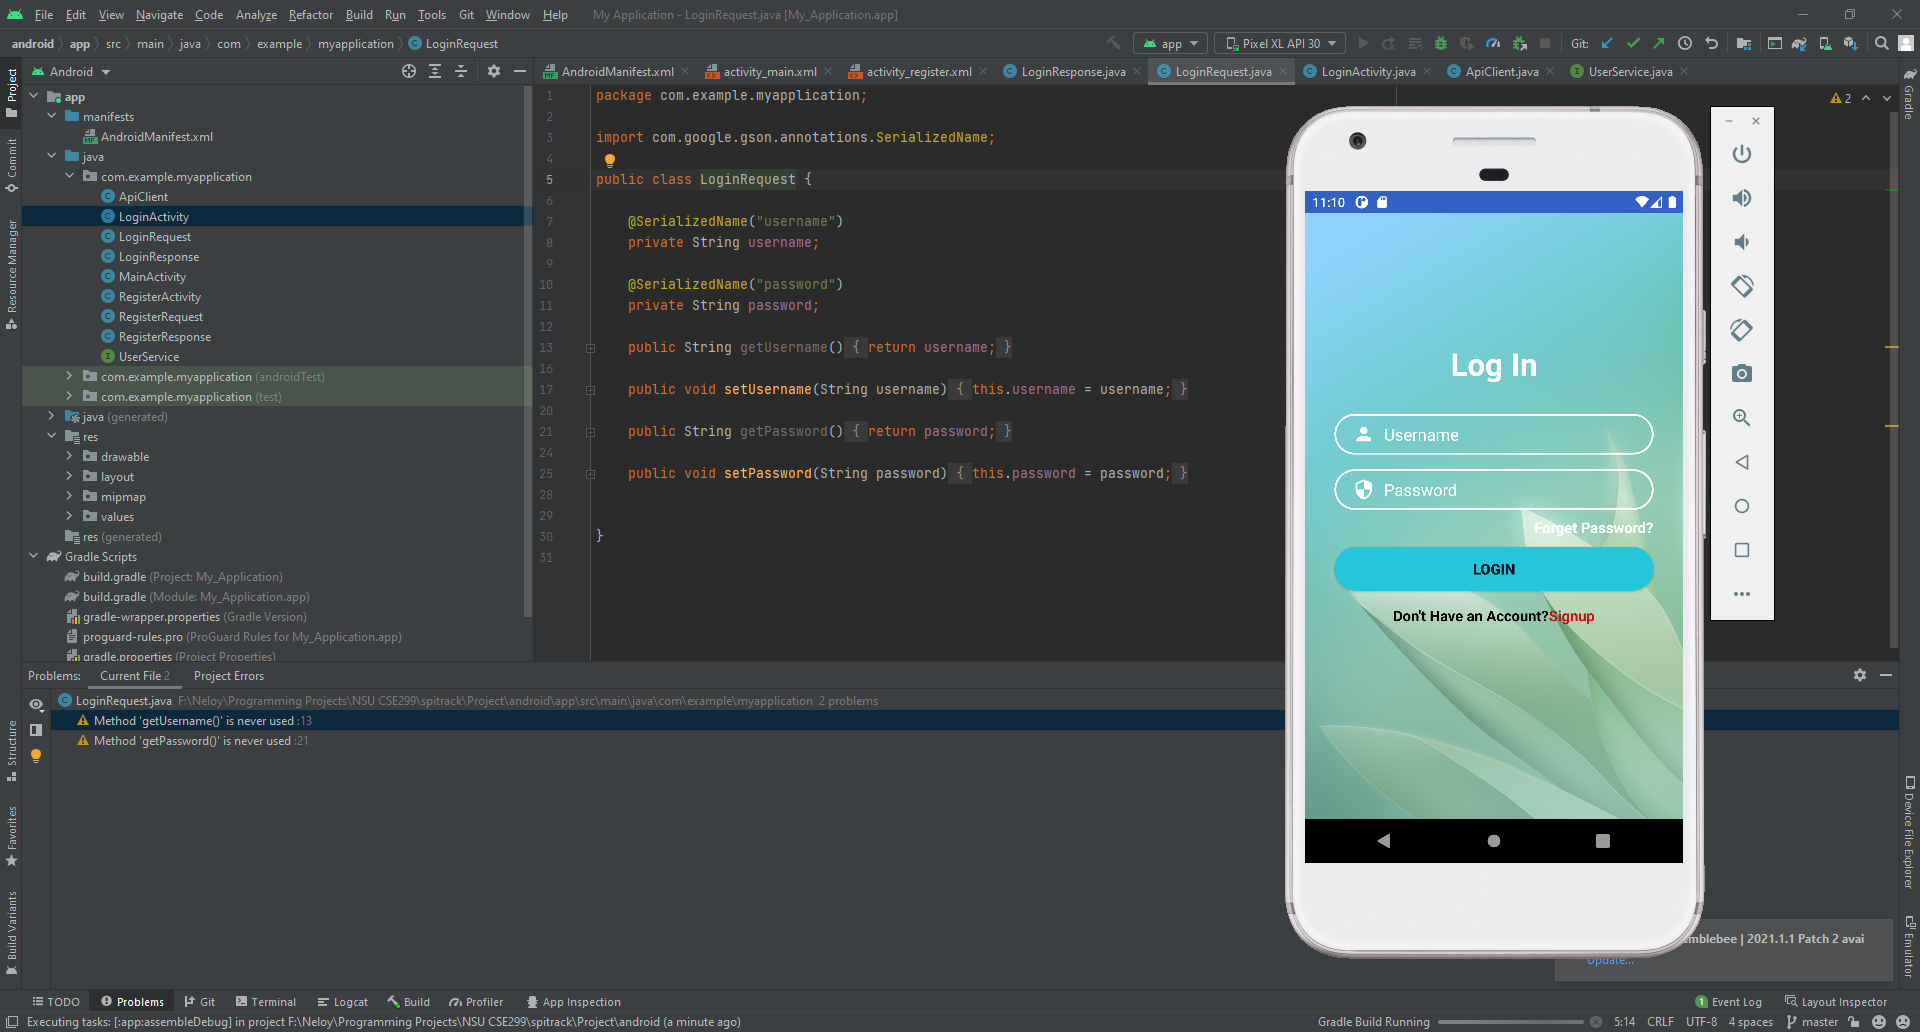 File Edit View Navigate Code Analyze Refactor Build Run Tools Git Window Help My Application - LoginRequest.java [My_Application.app]
android app src main java com example myapplication LoginRequest app Pixel XL API 30 Git:
Project
Commit
Resource Manager
Structure
Favorites
Build Variants
Android
app
manifests
AndroidManifest.xml
java
com.example.myapplication
ApiClient
LoginActivity
LoginRequest
LoginResponse
MainActivity
RegisterActivity
RegisterRequest
RegisterResponse
UserService
com.example.myapplication (androidTest)
com.example.myapplication (test)
java (generated)
res
drawable
layout
mipmap
values
res (generated)
Gradle Scripts
build.gradle (Project: My_Application)
build.gradle (Module: My_Application.app)
gradle-wrapper.properties (Gradle Version)
proguard-rules.pro (ProGuard Rules for My_Application.app)
gradle.properties (Project Properties)
AndroidManifest.xml activity_main.xml activity_register.xml LoginResponse.java LoginRequest.java LoginActivity.java ApiClient.java UserService.java
1 package com.example.myapplication;
2
3 import com.google.gson.annotations.SerializedName;
4
5 public class LoginRequest {
6
7 @SerializedName("username")
8 private String username;
9
10 @SerializedName("password")
11 private String password;
12
13 public String getUsername() { return username; }
16
17 public void setUsername(String username) { this.username = username; }
20
21 public String getPassword() { return password; }
24
25 public void setPassword(String password) { this.password = password; }
28
29
30 }
31
2
11:10
Log In
Username
Password
Forget Password?
LOGIN
Don't Have an Account?Signup
Gradle
Device File Explorer
Emulator
Problems: Current File 2 Project Errors
LoginRequest.java F:\Neloy\Programming Projects\NSU CSE299\spitrack\Project\android\app\src\main\java\com\example\myapplication 2 problems
Method 'getUsername()' is never used :13
Method 'getPassword()' is never used :21
emblebee | 2021.1.1 Patch 2 avai
Update...
TODO Problems Git Terminal Logcat Build Profiler App Inspection 1 Event Log Layout Inspector
Executing tasks: [:app:assembleDebug] in project F:\Neloy\Programming Projects\NSU CSE299\spitrack\Project\android (a minute ago) Gradle Build Running 5:14 CRLF UTF-8 4 spaces master